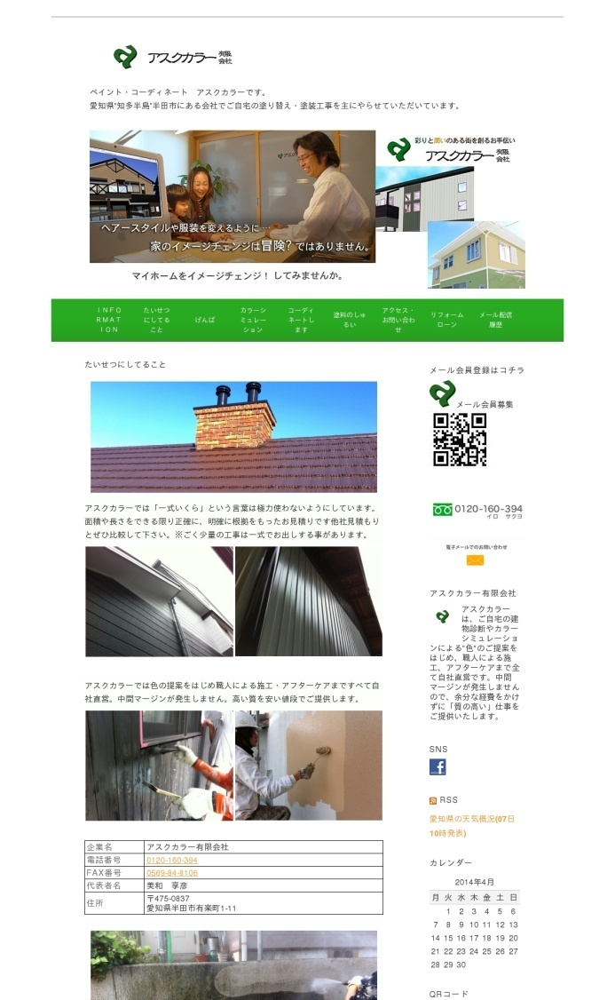 アスクカラー有限会社
ペイント・コーディネート　アスクカラーです。
愛知県"知多半島"半田市にある会社でご自宅の塗り替え・塗装工事を主にやらせていただいています。
ヘアースタイルや服装を変えるように…
家のイメージチェンジは冒険?ではありません。
彩りと潤いのある街を創るお手伝い
アスクカラー有限会社
マイホームをイメージチェンジ！してみませんか。
ＩＮＦＯ
ＲＭＡＴ
ＩＯＮ
たいせつ
にしてる
こと
げんば
カラーシ
ミュレー
ション
コーディ
ネートし
ます
塗料のしゅ
るい
アクセス・
お問い合わ
せ
リフォーム
ローン
メール配信
履歴
たいせつにしてること
アスクカラーでは「一式いくら」という言葉は極力使わないようにしています。
面積や長さをできる限り正確に、明確に根拠をもったお見積りです他社見積もり
とぜひ比較して下さい。※ごく少量の工事は一式でお出しする事があります。
アスクカラーでは色の提案をはじめ職人による施工・アフターケアまですべて自
社直営。中間マージンが発生しません。高い質を安い値段でご提供します。
企業名 アスクカラー有限会社
電話番号 0120-160-394
FAX番号 0569-84-8106
代表者名 美和　享彦
住所 〒475-0837
愛知県半田市有楽町1-11
メール会員登録はコチラ
メール会員募集
0120-160-394
イロ サクヨ
電子メールでのお問い合わせ
アスクカラー有限会社
アスクカラー
は、ご自宅の建
物診断やカラー
シミュレーショ
ンによる"色"のご提案を
はじめ、職人による施
工、アフターケアまで全
て自社直営です。中間
マージンが発生しません
ので、余分な経費をかけ
ずに「質の高い」仕事を
ご提供いたします。
SNS
RSS
愛知県の天気概況(07日
10時発表)
カレンダー
2014年4月
月 火 水 木 金 土 日
1 2 3 4 5 6
7 8 9 10 11 12 13
14 15 16 17 18 19 20
21 22 23 24 25 26 27
28 29 30
QRコード